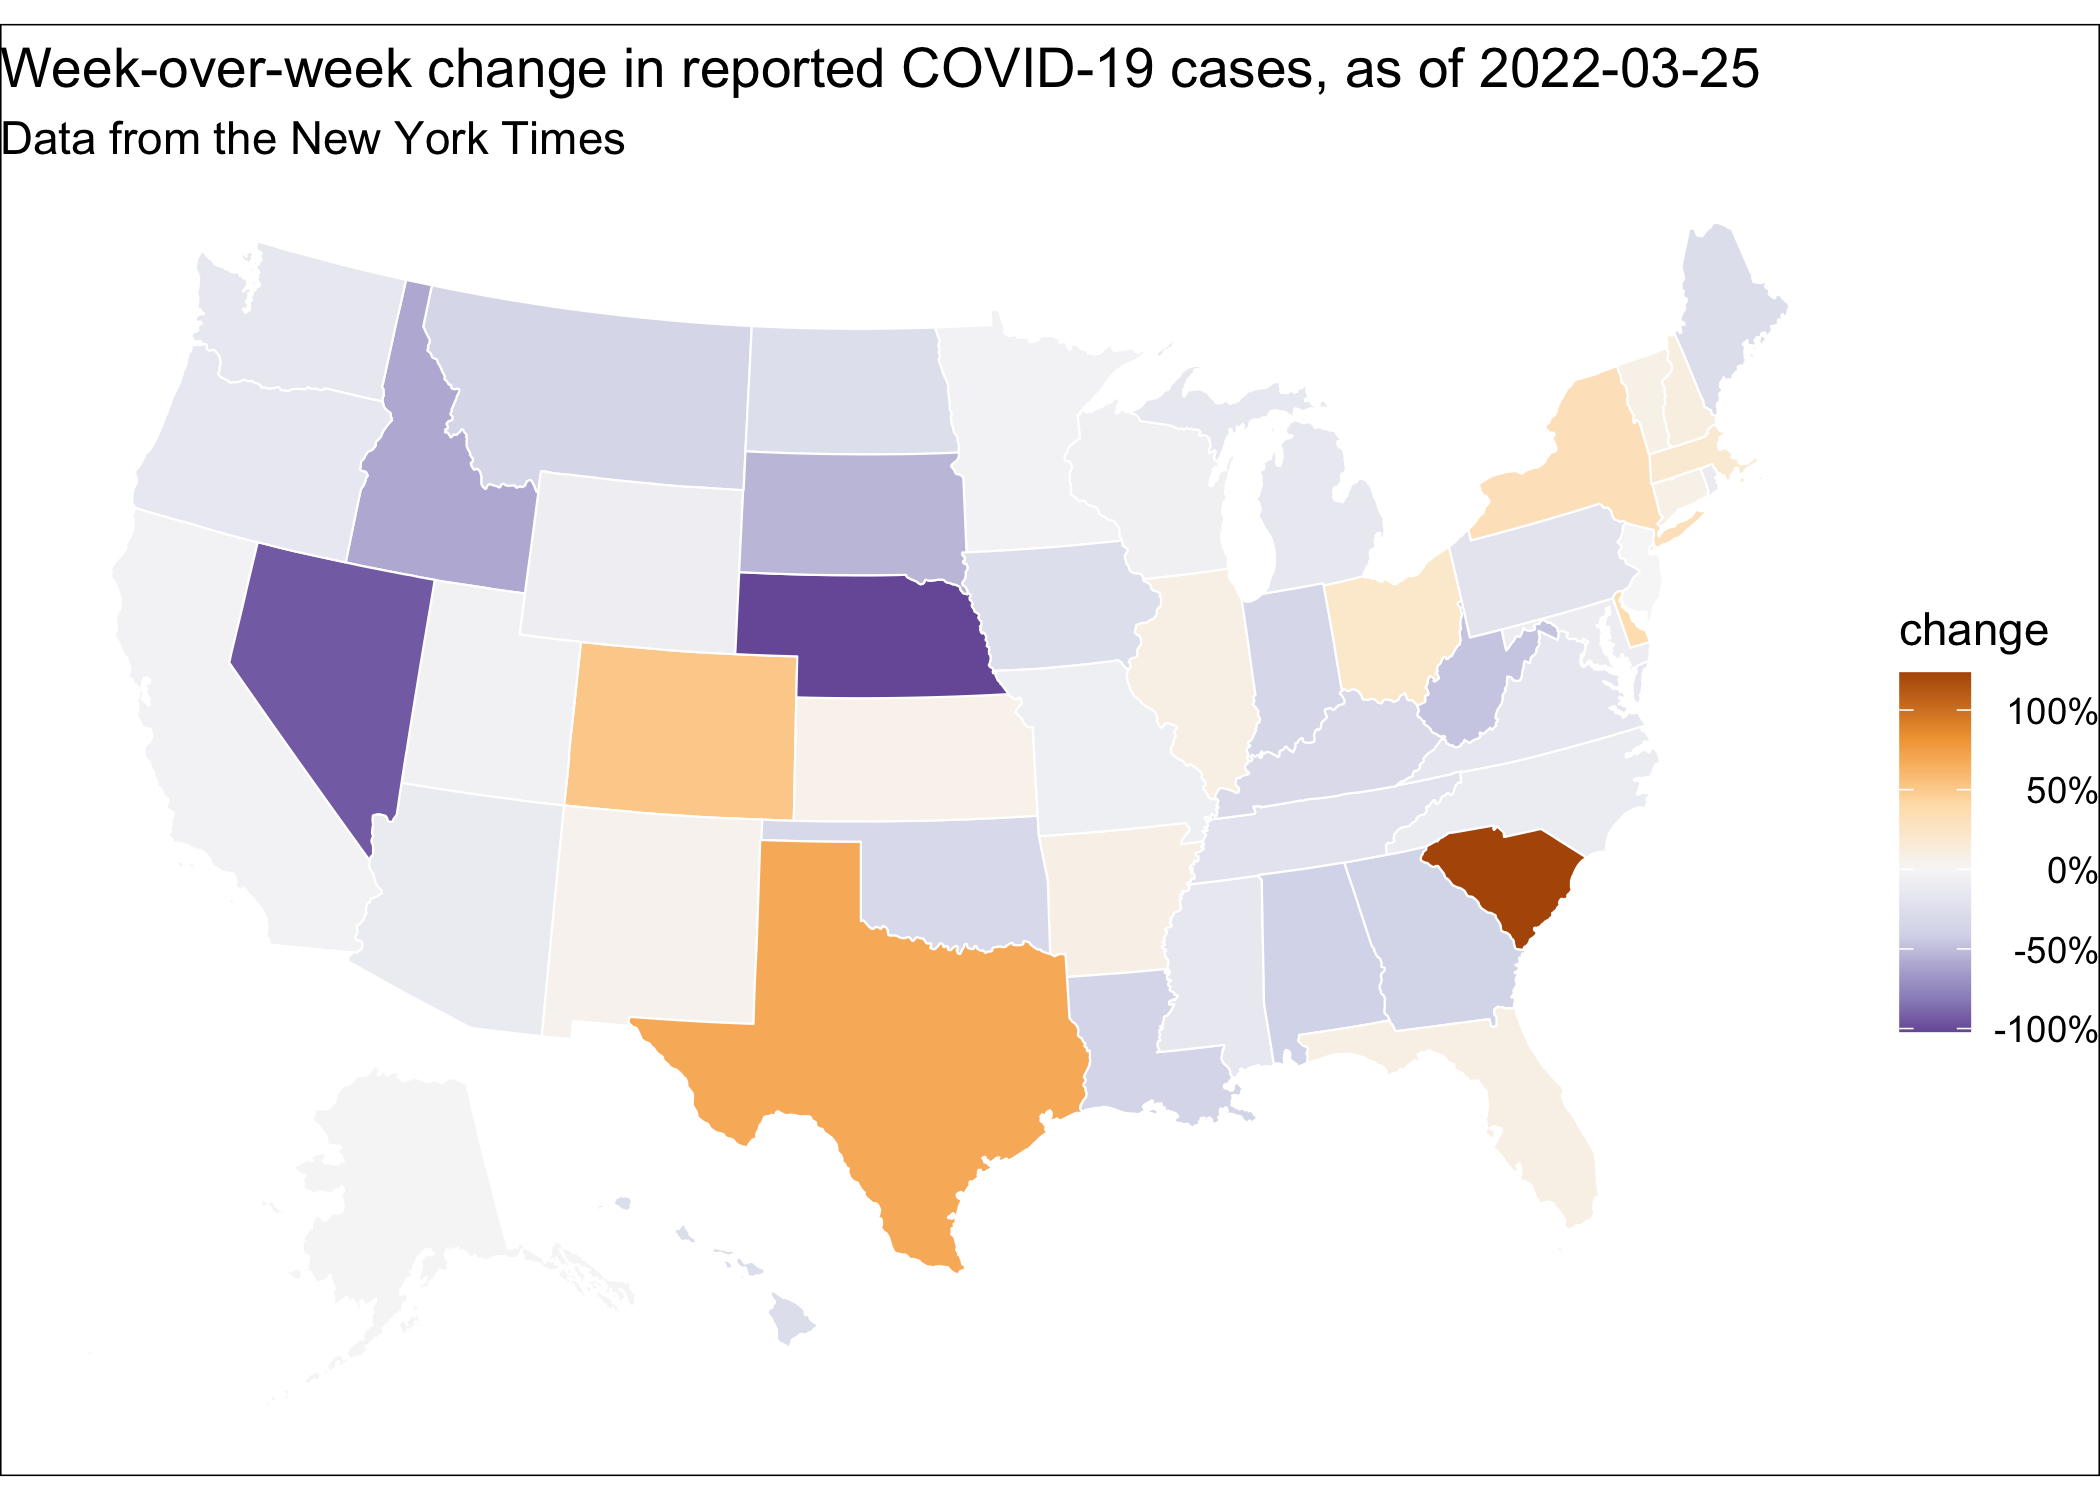 Week-over-week change in reported COVID-19 cases, as of 2022-03-25
Data from the New York Times
change
100%
50%
0%
-50%
-100%